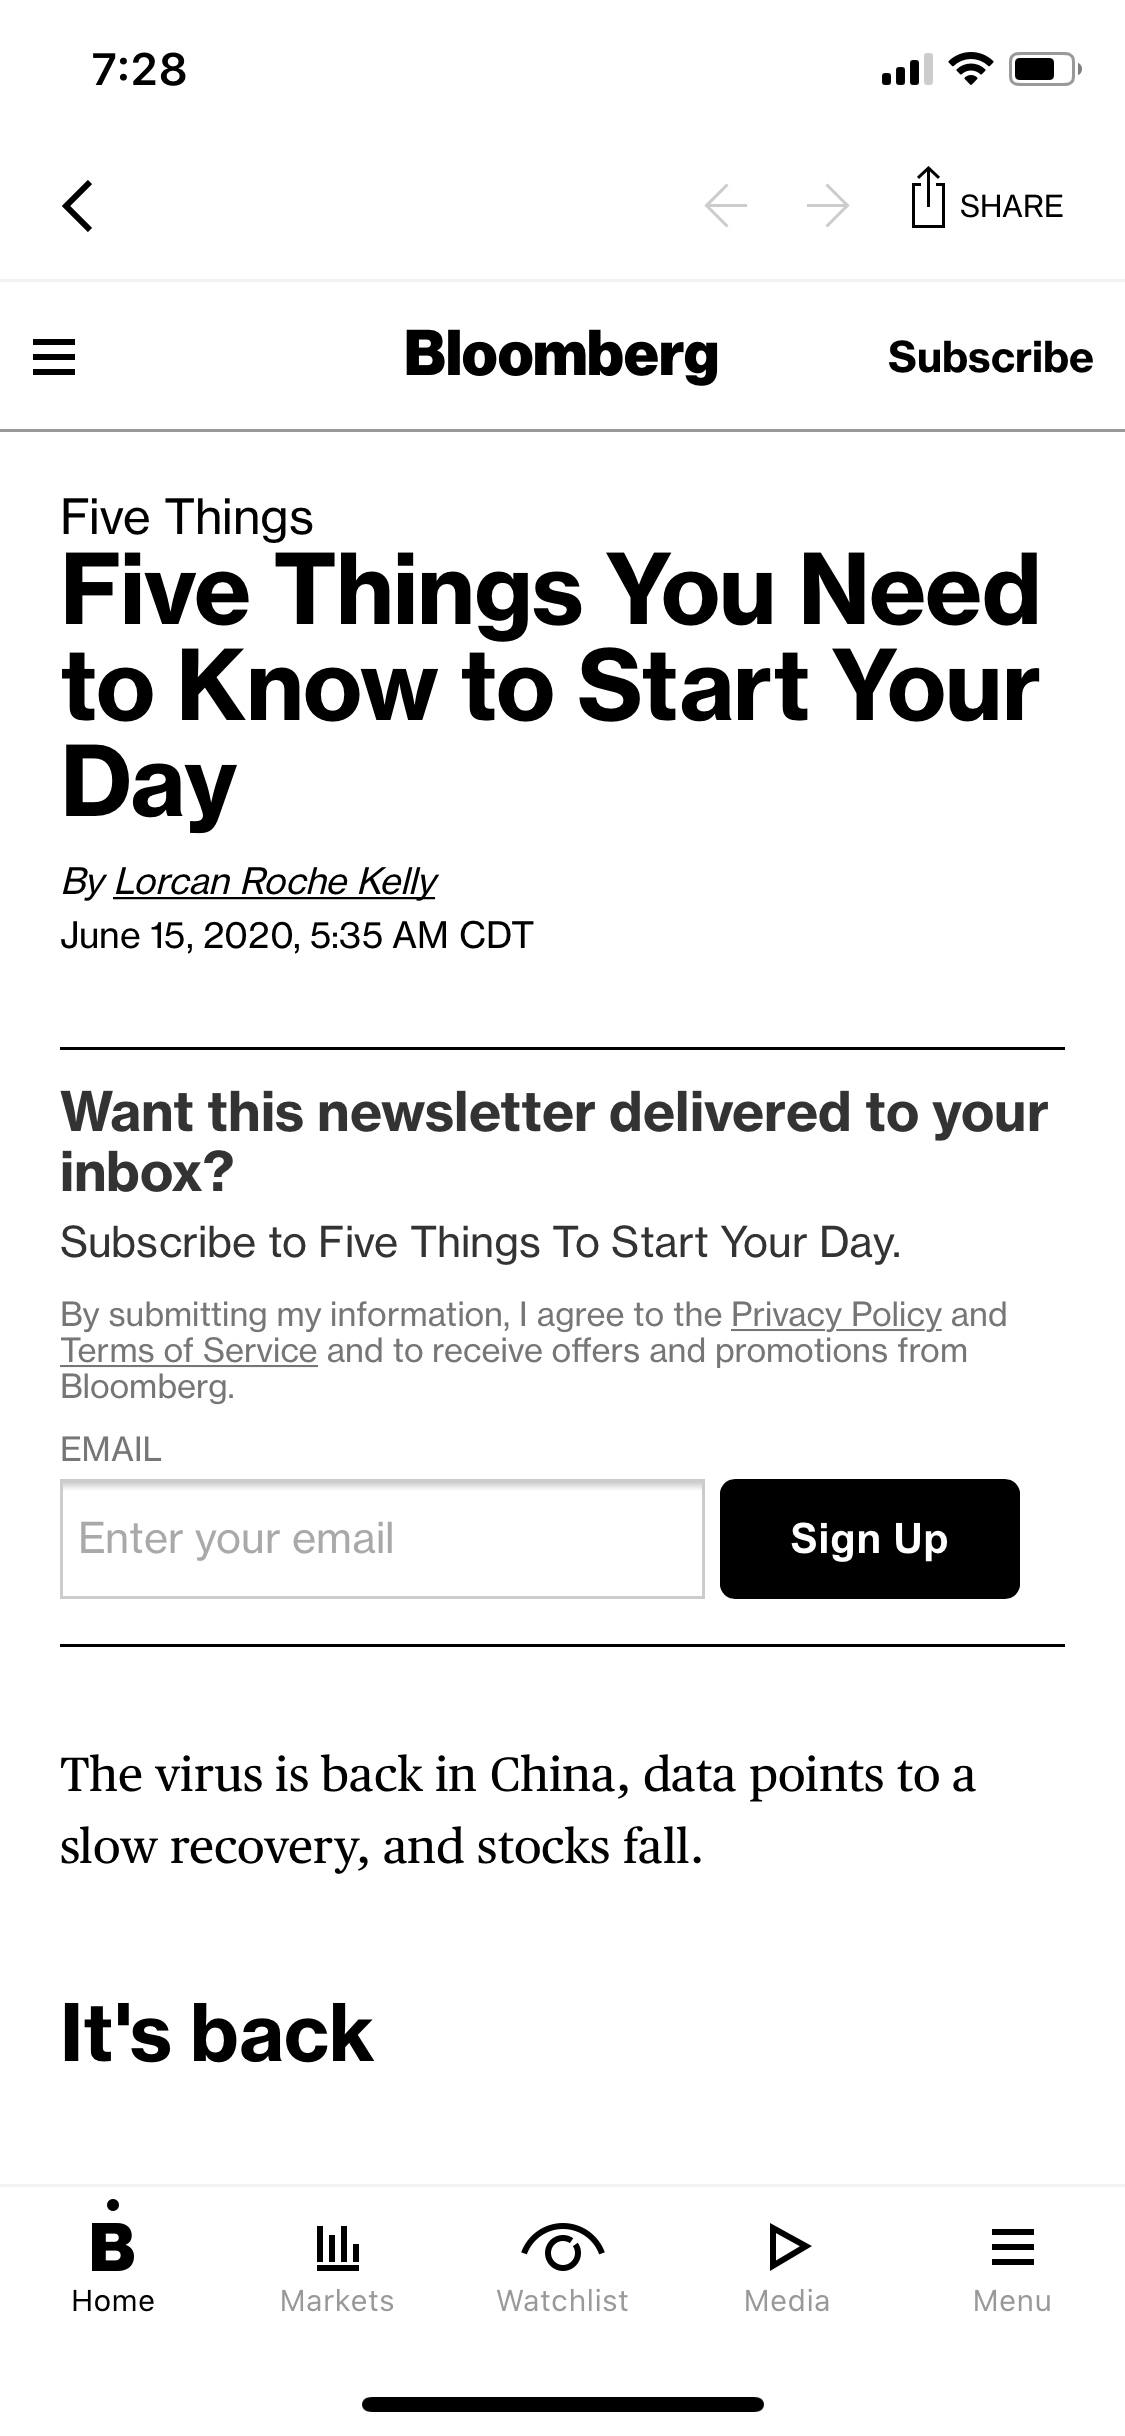 7:28
SHARE
Bloomberg
Subscribe
Five Things
Five Things You Need
to Know to Start Your
Day
By Lorcan Roche Kelly
June 15, 2020, 5:35 AM CDT
Want this newsletter delivered to your
inbox?
Subscribe to Five Things To Start Your Day.
By submitting my information, I agree to the Privacy Policy and
Terms of Service and to receive offers and promotions from
Bloomberg.
EMAIL
Enter your email
Sign Up
The virus is back in China, data points to a
slow recovery, and stocks fall.
It's back
B
Home
Markets
Watchlist
Media
Menu